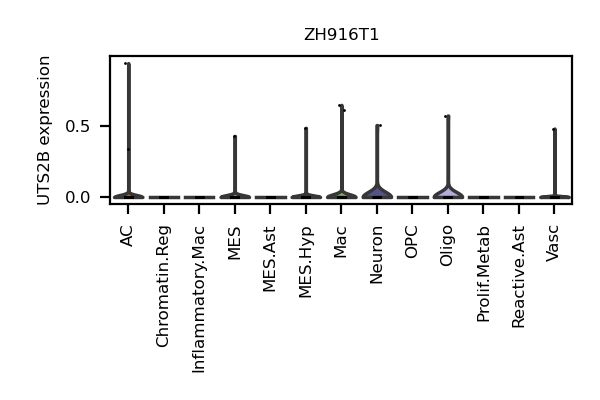 ZH916T1
UTS2B expression
0.5
0.0
AC
Chromatin.Reg
Inflammatory.Mac
MES
MES.Ast
MES.Hyp
Mac
Neuron
OPC
Oligo
Prolif.Metab
Reactive.Ast
Vasc